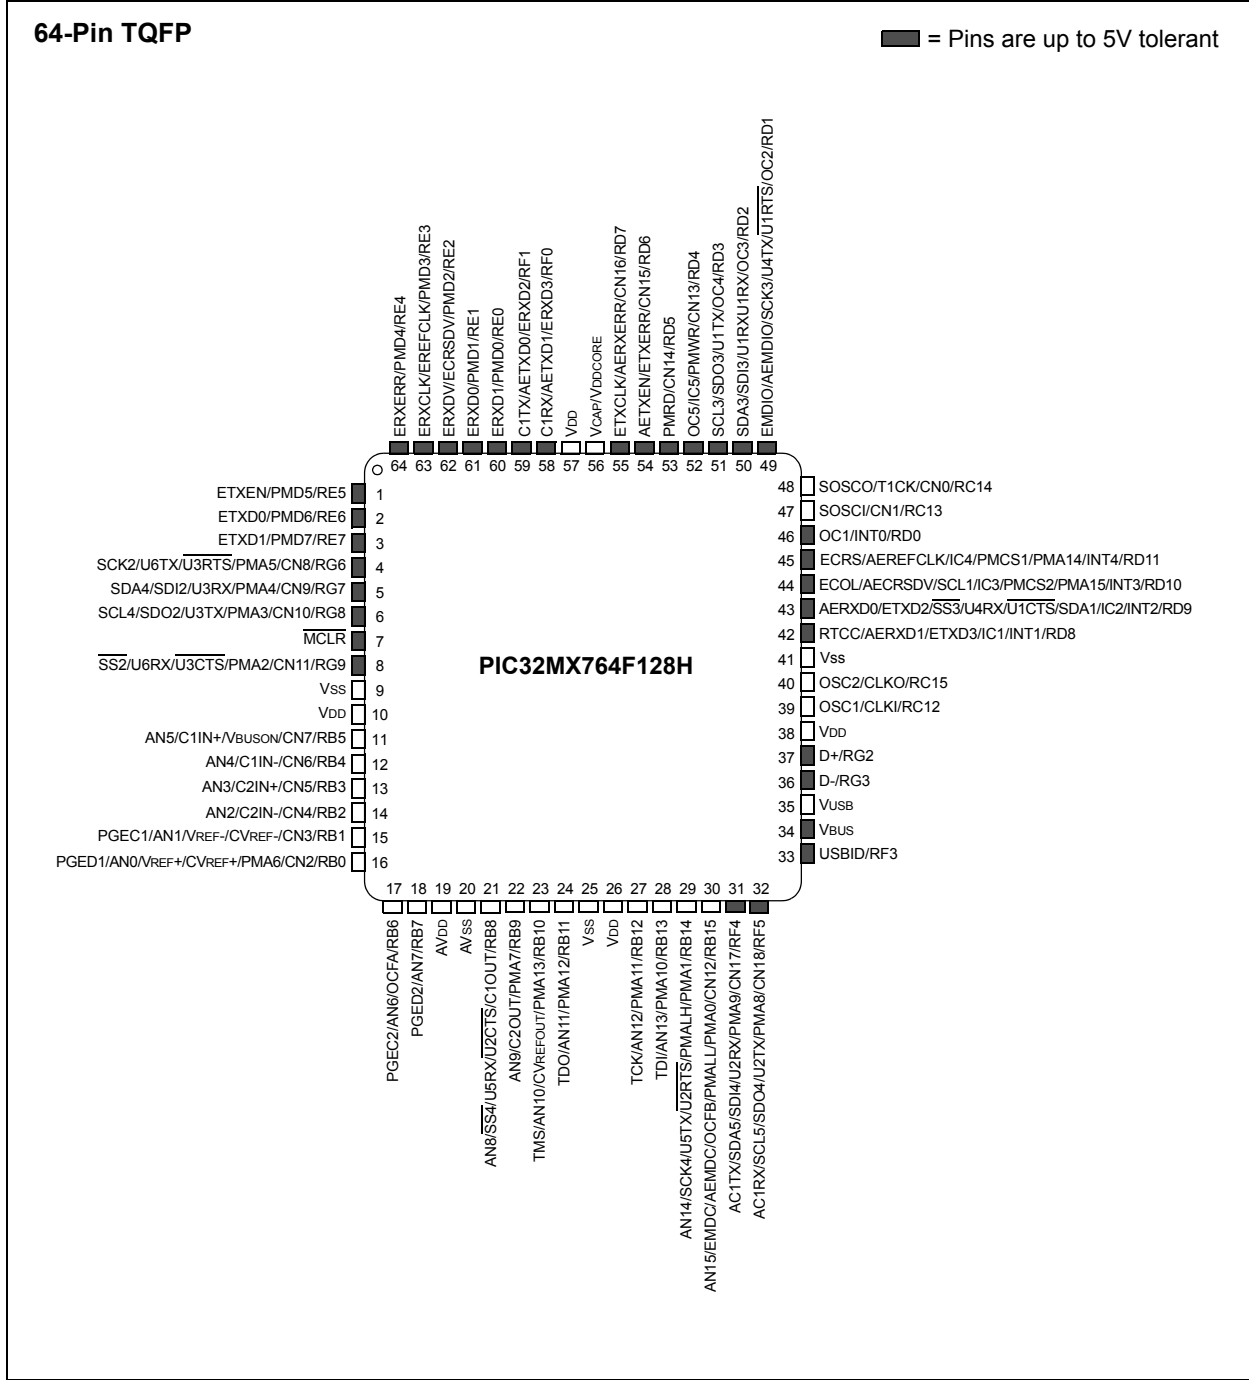 64-Pin TQFP
= Pins are up to 5V tolerant
ERXERR/PMD4/RE4
ERXCLK/EREFCLK/PMD3/RE3
ERXDV/ECRSDV/PMD2/RE2
ERXD0/PMD1/RE1
ERXD1/PMD0/RE0
C1TX/AETXD0/ERXD2/RF1
C1RX/AETXD1/ERXD3/RF0
VDD
VCAP/VDDCORE
ETXCLK/AERXERR/CN16/RD7
AETXEN/ETXERR/CN15/RD6
PMRD/CN14/RD5
OC5/IC5/PMWR/CN13/RD4
SCL3/SDO3/U1TX/OC4/RD3
SDA3/SDI3/U1RXU1RX/OC3/RD2
EMDIO/AEMDIO/SCK3/U4TX/U1RTS/OC2/RD1
64 63 62 61 60 59 58 57 56 55 54 53 52 51 50 49
ETXEN/PMD5/RE5 1
ETXD0/PMD6/RE6 2
ETXD1/PMD7/RE7 3
SCK2/U6TX/U3RTS/PMA5/CN8/RG6 4
SDA4/SDI2/U3RX/PMA4/CN9/RG7 5
SCL4/SDO2/U3TX/PMA3/CN10/RG8 6
MCLR 7
SS2/U6RX/U3CTS/PMA2/CN11/RG9 8
VSS 9
VDD 10
AN5/C1IN+/VBUSON/CN7/RB5 11
AN4/C1IN-/CN6/RB4 12
AN3/C2IN+/CN5/RB3 13
AN2/C2IN-/CN4/RB2 14
PGEC1/AN1/VREF-/CVREF-/CN3/RB1 15
PGED1/AN0/VREF+/CVREF+/PMA6/CN2/RB0 16
PIC32MX764F128H
48 SOSCO/T1CK/CN0/RC14
47 SOSCI/CN1/RC13
46 OC1/INT0/RD0
45 ECRS/AEREFCLK/IC4/PMCS1/PMA14/INT4/RD11
44 ECOL/AECRSDV/SCL1/IC3/PMCS2/PMA15/INT3/RD10
43 AERXD0/ETXD2/SS3/U4RX/U1CTS/SDA1/IC2/INT2/RD9
42 RTCC/AERXD1/ETXD3/IC1/INT1/RD8
41 Vss
40 OSC2/CLKO/RC15
39 OSC1/CLKI/RC12
38 VDD
37 D+/RG2
36 D-/RG3
35 VUSB
34 VBUS
33 USBID/RF3
17 18 19 20 21 22 23 24 25 26 27 28 29 30 31 32
PGEC2/AN6/OCFA/RB6
PGED2/AN7/RB7
AVDD
AVSS
AN8/SS4/U5RX/U2CTS/C1OUT/RB8
AN9/C2OUT/PMA7/RB9
TMS/AN10/CVREFOUT/PMA13/RB10
TDO/AN11/PMA12/RB11
VSS
VDD
TCK/AN12/PMA11/RB12
TDI/AN13/PMA10/RB13
AN14/SCK4/U5TX/U2RTS/PMALH/PMA1/RB14
AN15/EMDC/AEMDC/OCFB/PMALL/PMA0/CN12/RB15
AC1TX/SDA5/SDI4/U2RX/PMA9/CN17/RF4
AC1RX/SCL5/SDO4/U2TX/PMA8/CN18/RF5